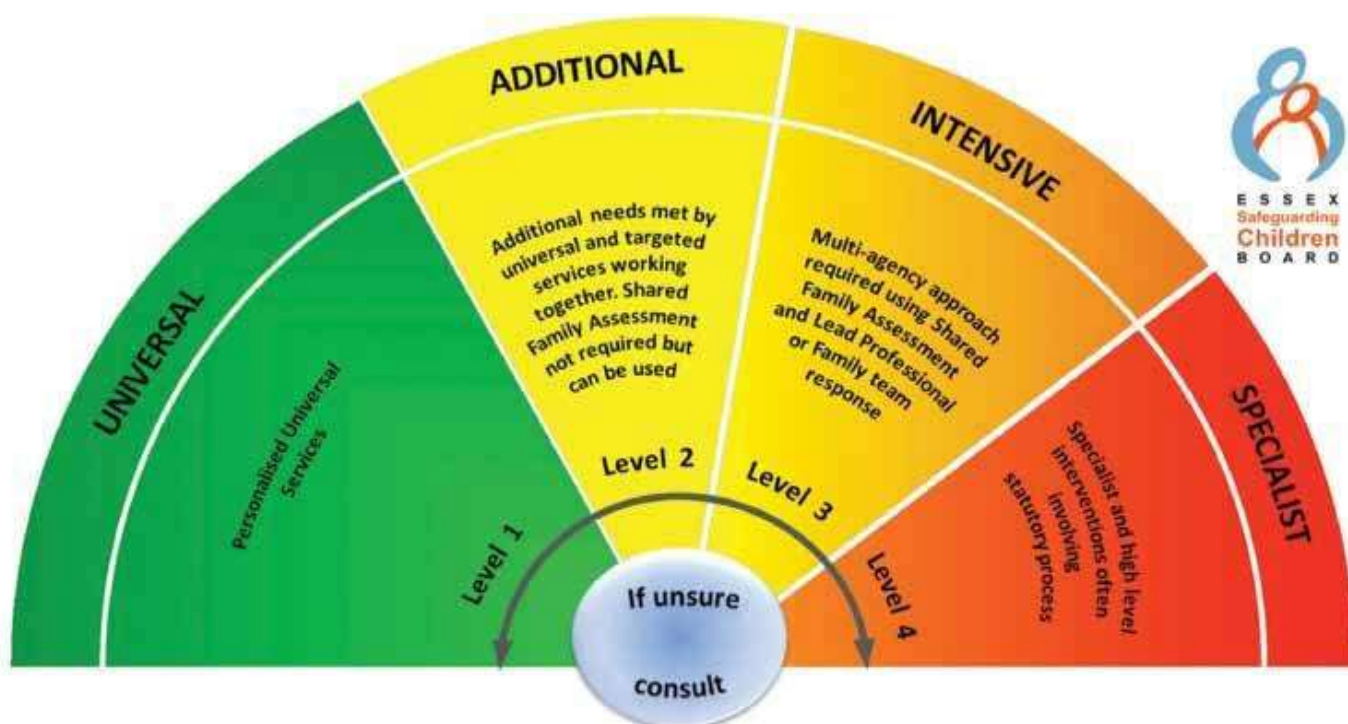 UNIVERSAL
Personalised Universal
Services
Level 1
ADDITIONAL
Additional needs met by
universal and targeted
services working
together. Shared
Family Assessment
not required but
can be used
Level 2
INTENSIVE
Multi-agency approach
required using Shared
Family Assessment
and Lead Professional
or Family team
response
Level 3
SPECIALIST
Specialist and high level
interventions often
involving
statutory process
Level 4
If unsure
consult
ESSEX
Safeguarding
Children
BOARD